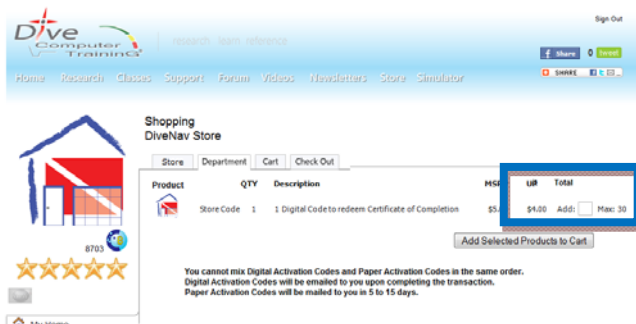 Sign Out
Dive
Computer
Training
research learn reference
Share 0 Tweet
SHARE
Home Research Classes Support Forum Videos Newsletters Store Simulator
Shopping
DiveNav Store
Store Department Cart Check Out
Product QTY Description Total
Store Code 1 1 Digital Code to redeem Certificate of Completion $4.00 Add: Max: 30
8703
Add Selected Products to Cart
You cannot mix Digital Activation Codes and Paper Activation Codes in the same order.
Digital Activation Codes will be emailed to you upon completing the transaction.
Paper Activation Codes will be mailed to you in 5 to 15 days.
My Home